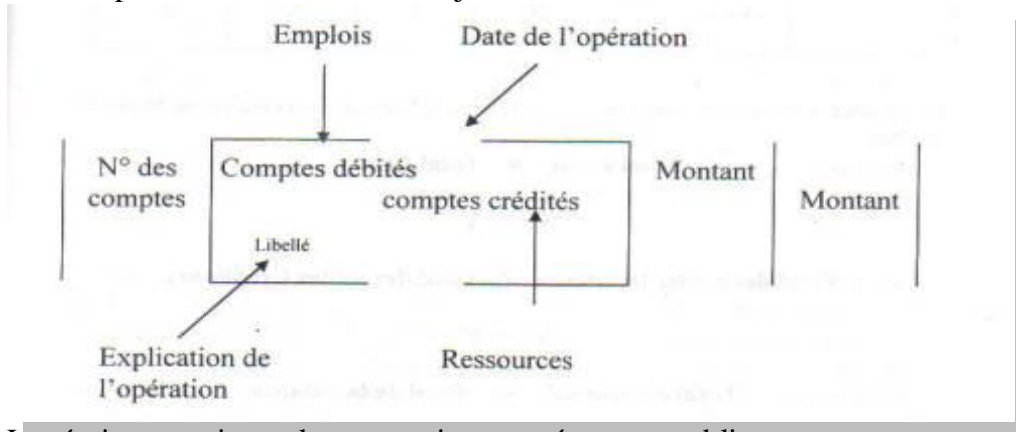 Emplois Date de l'opération
N° des comptes
Comptes débités
comptes crédités
Montant
Montant
Libellé
Explication de l'opération
Ressources